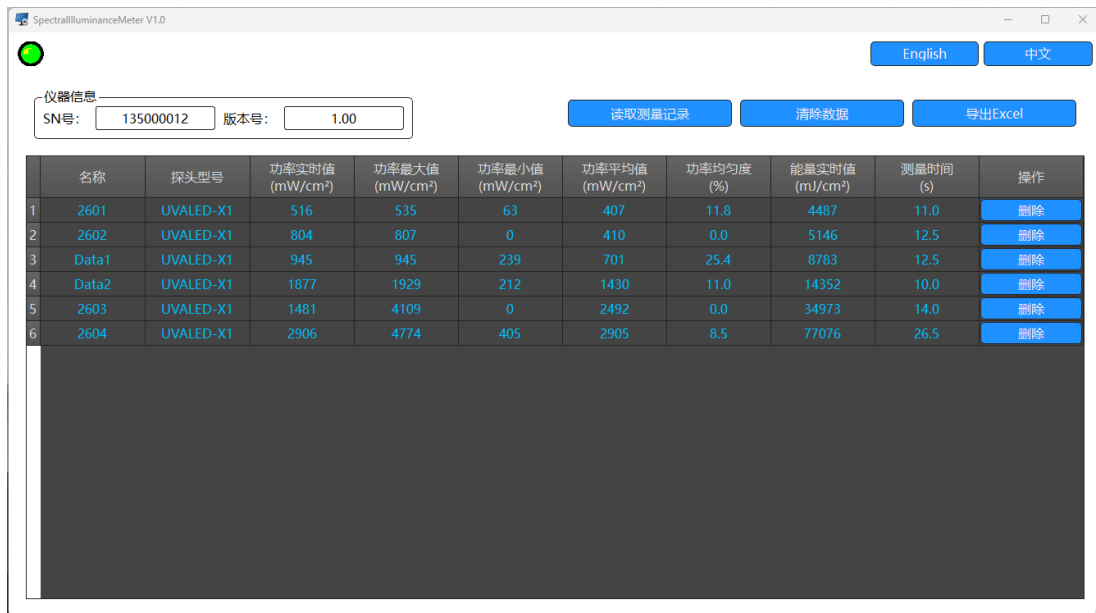 SpectralIlluminanceMeter V1.0
English 中文
仪器信息
SN号: 135000012 版本号: 1.00 读取测量记录 清除数据 导出Excel
名称 探头型号 功率实时值 (mW/cm²) 功率最大值 (mW/cm²) 功率最小值 (mW/cm²) 功率平均值 (mW/cm²) 功率均匀度 (%) 能量实时值 (mJ/cm²) 测量时间 (s) 操作
1 2601 UVALED-X1 516 535 63 407 11.8 4487 11.0 删除
2 2602 UVALED-X1 804 807 0 410 0.0 5146 12.5 删除
3 Data1 UVALED-X1 945 945 239 701 25.4 8783 12.5 删除
4 Data2 UVALED-X1 1877 1929 212 1430 11.0 14352 10.0 删除
5 2603 UVALED-X1 1481 4109 0 2492 0.0 34973 14.0 删除
6 2604 UVALED-X1 2906 4774 405 2905 8.5 77076 26.5 删除